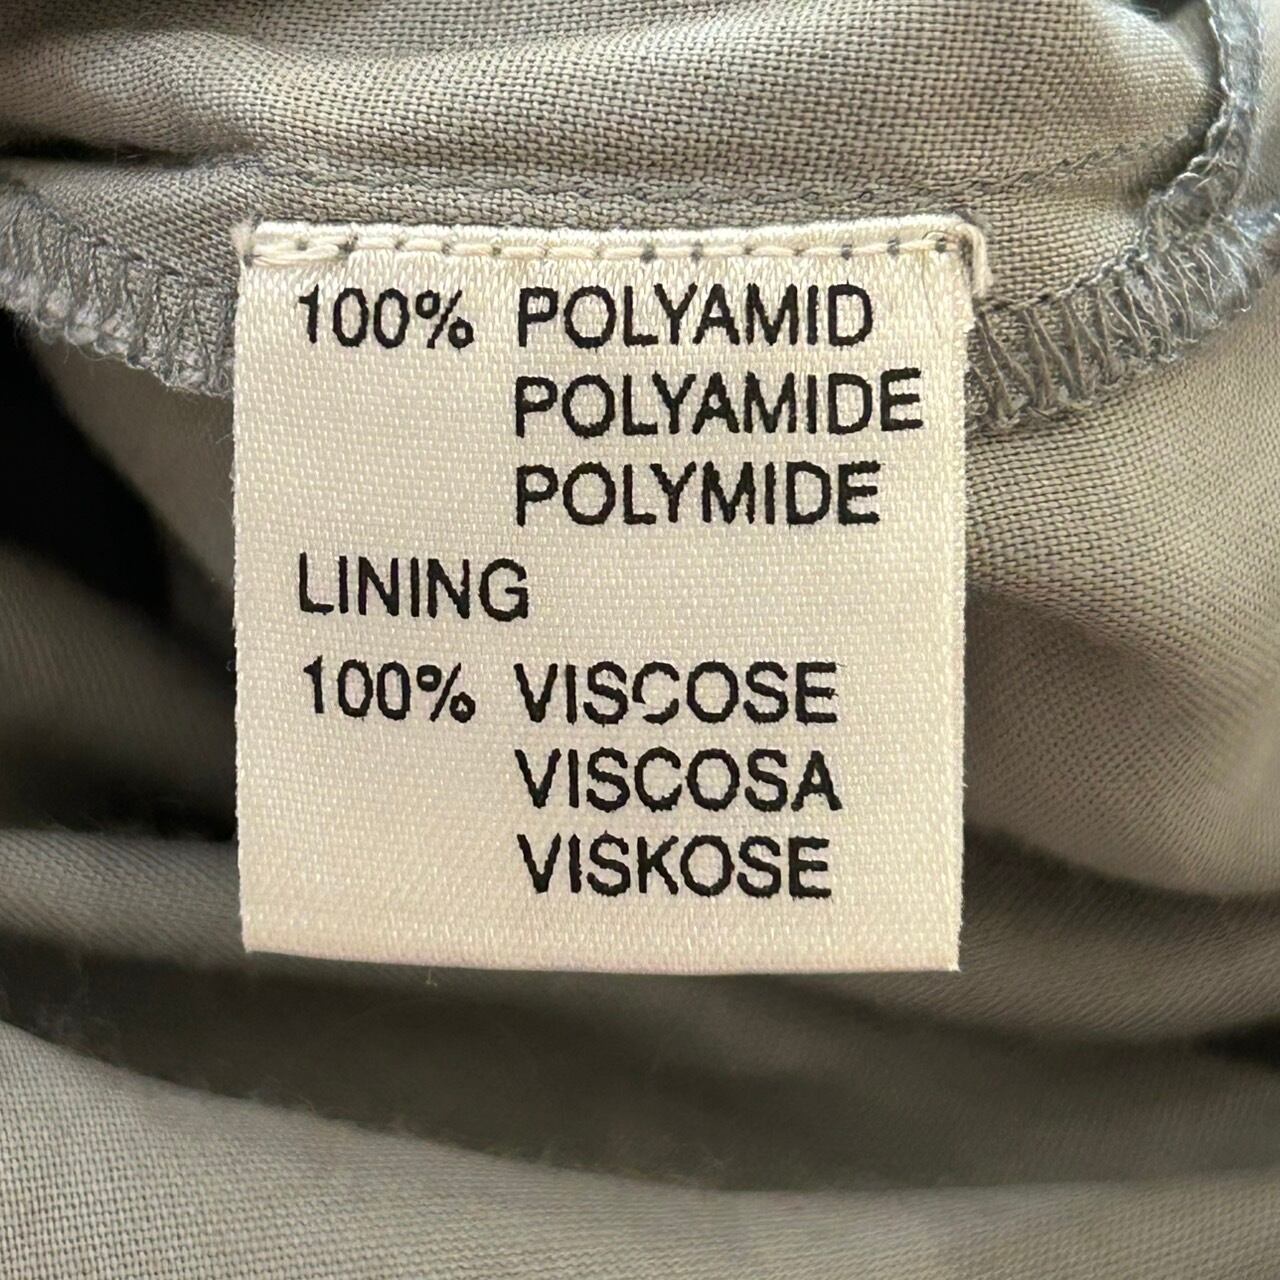 100% POLYAMID
POLYAMIDE
POLYMIDE
LINING
100% VISCOSE
VISCOSA
VISKOSE